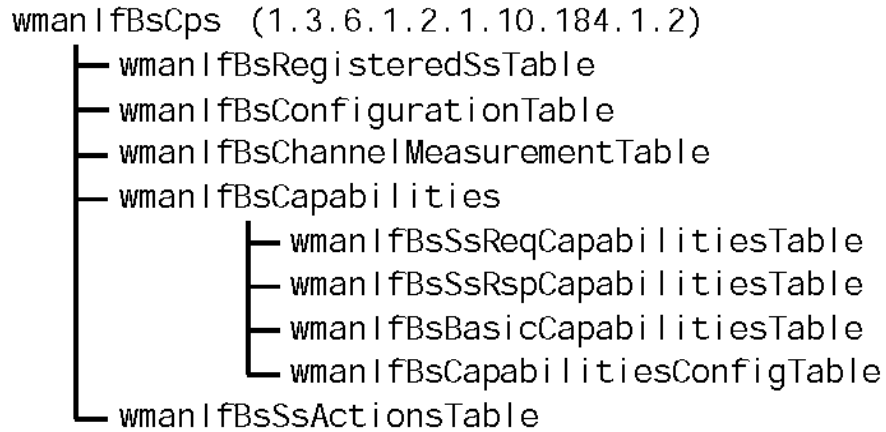 wmanIfBsCps (1.3.6.1.2.1.10.184.1.2)
wmanIfBsRegisteredSsTable
wmanIfBsConfigurationTable
wmanIfBsChannelMeasurementTable
wmanIfBsCapabilities
wmanIfBsSsReqCapabilitiesTable
wmanIfBsSsRspCapabilitiesTable
wmanIfBsBasicCapabilitiesTable
wmanIfBsCapabilitiesConfigTable
wmanIfBsSsActionsTable